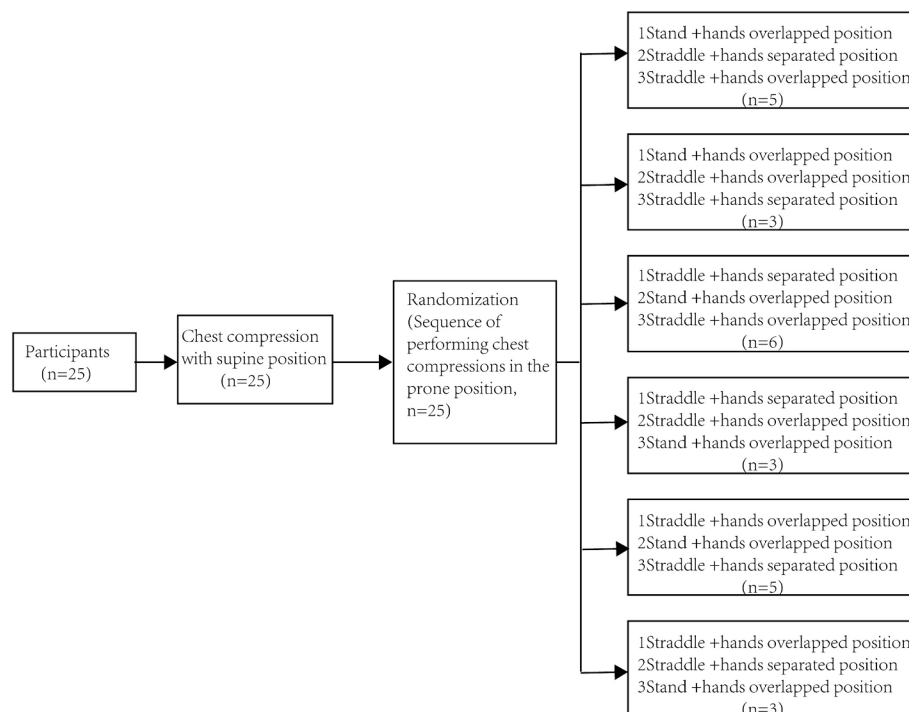 Participants
(n=25)
Chest compression
with supine position
(n=25)
Randomization
(Sequence of
performing chest
compressions in the
prone position,
n=25)
1Stand +hands overlapped position
2Straddle +hands separated position
3Straddle +hands overlapped position
(n=5)
1Stand +hands overlapped position
2Straddle +hands overlapped position
3Straddle +hands separated position
(n=3)
1Straddle +hands separated position
2Stand +hands overlapped position
3Straddle +hands overlapped position
(n=6)
1Straddle +hands separated position
2Straddle +hands overlapped position
3Stand +hands overlapped position
(n=3)
1Straddle +hands overlapped position
2Stand +hands overlapped position
3Straddle +hands separated position
(n=5)
1Straddle +hands overlapped position
2Straddle +hands separated position
3Stand +hands overlapped position
(n=3)